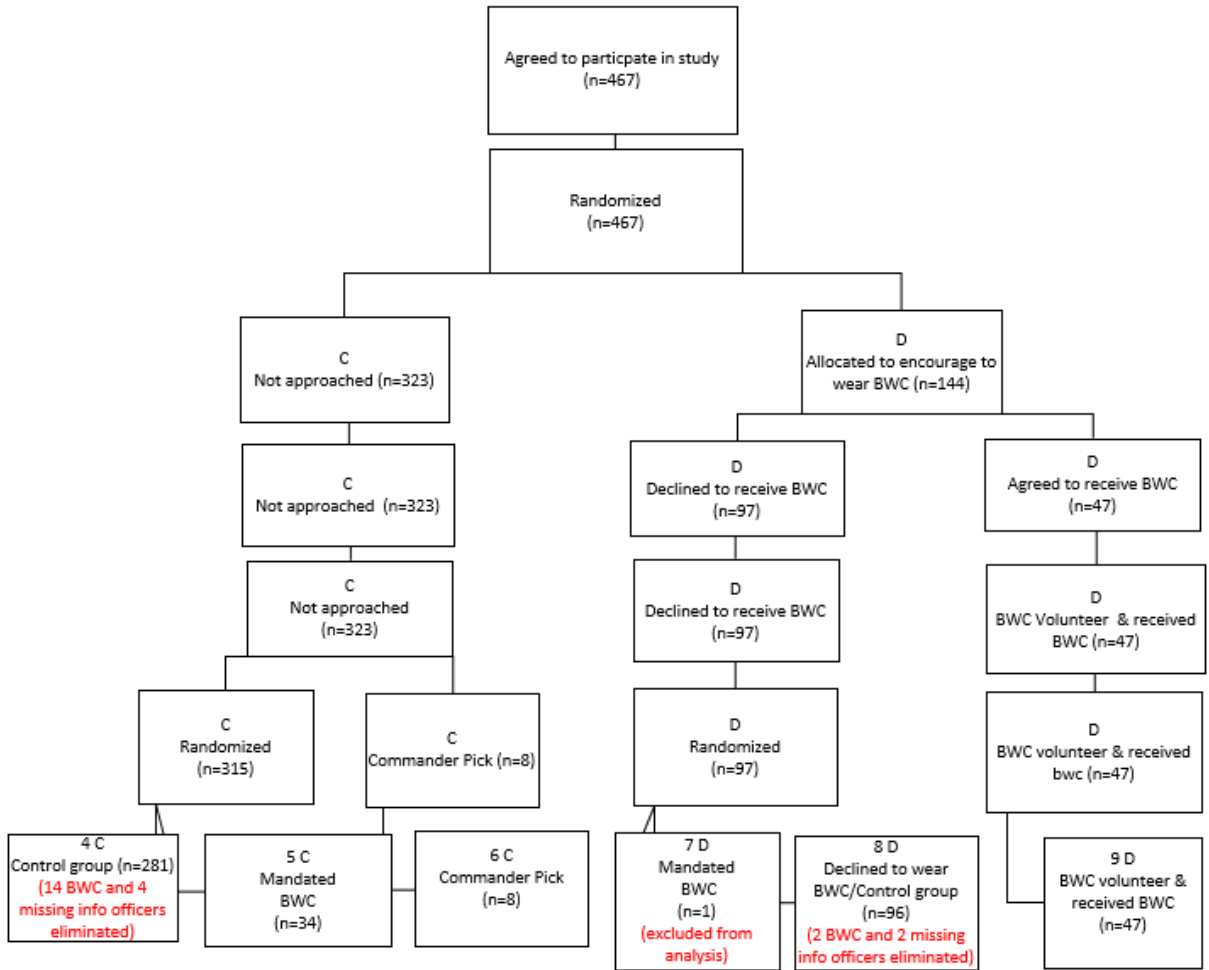 Agreed to particpate in study
(n=467)
Randomized
(n=467)
C
Not approached (n=323)
D
Allocated to encourage to
wear BWC (n=144)
C
Not approached (n=323)
D
Declined to receive BWC
(n=97)
D
Agreed to receive BWC
(n=47)
C
Not approached
(n=323)
D
Declined to receive BWC
(n=97)
D
BWC Volunteer & received
BWC (n=47)
C
Randomized
(n=315)
C
Commander Pick (n=8)
D
Randomized
(n=97)
D
BWC volunteer & received
bwc (n=47)
4 C
Control group (n=281)
(14 BWC and 4
missing info officers
eliminated)
5 C
Mandated
BWC
(n=34)
6 C
Commander Pick
(n=8)
7 D
Mandated
BWC
(n=1)
(excluded from
analysis)
8 D
Declined to wear
BWC/Control group
(n=96)
(2 BWC and 2 missing
info officers eliminated)
9 D
BWC volunteer &
received BWC
(n=47)